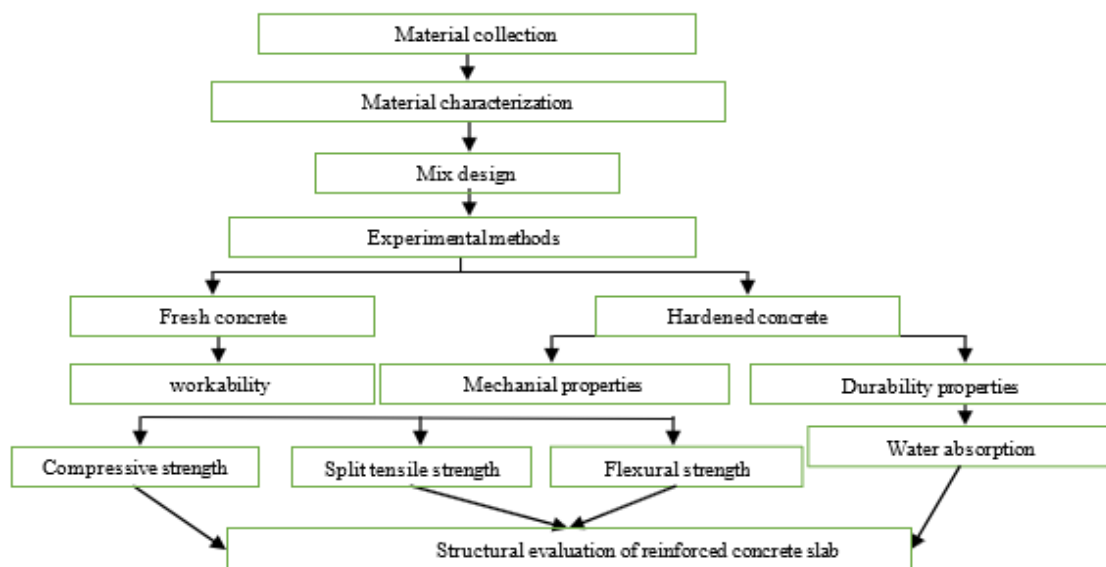 Material collection
Material characterization
Mix design
Experimental methods
Fresh concrete
Hardened concrete
workability
Mechanial properties
Durability properties
Compressive strength
Split tensile strength
Flexural strength
Water absorption
Structural evaluation of reinforced concrete slab